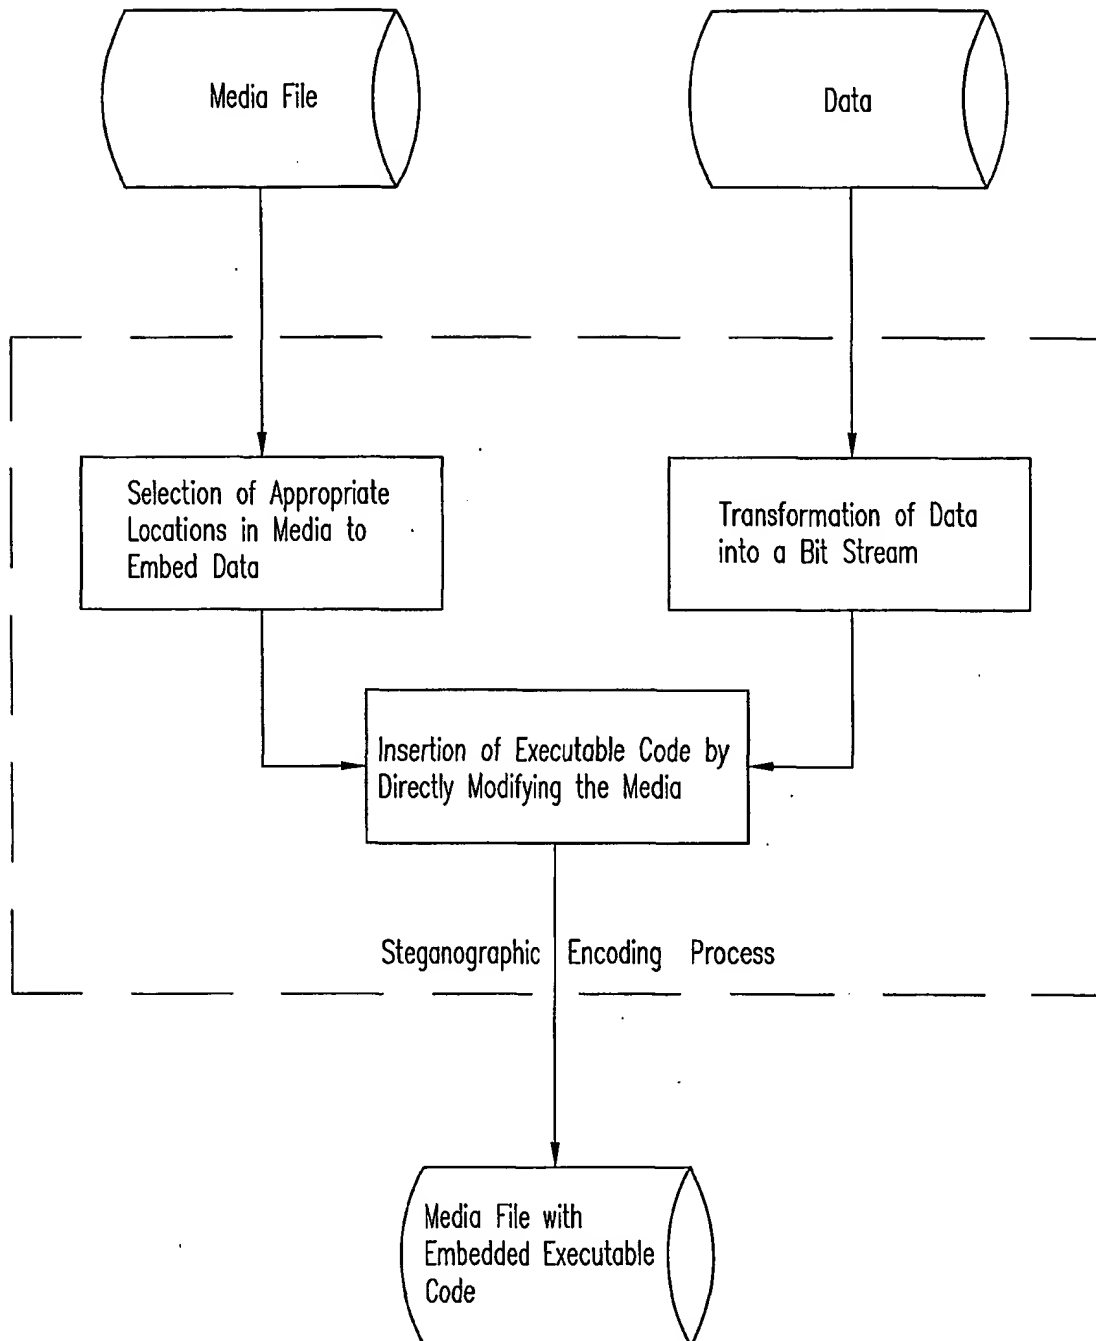 Media File
Data
Selection of Appropriate
Locations in Media to
Embed Data
Transformation of Data
into a Bit Stream
Insertion of Executable Code by
Directly Modifying the Media
Steganographic Encoding Process
Media File with
Embedded Executable
Code